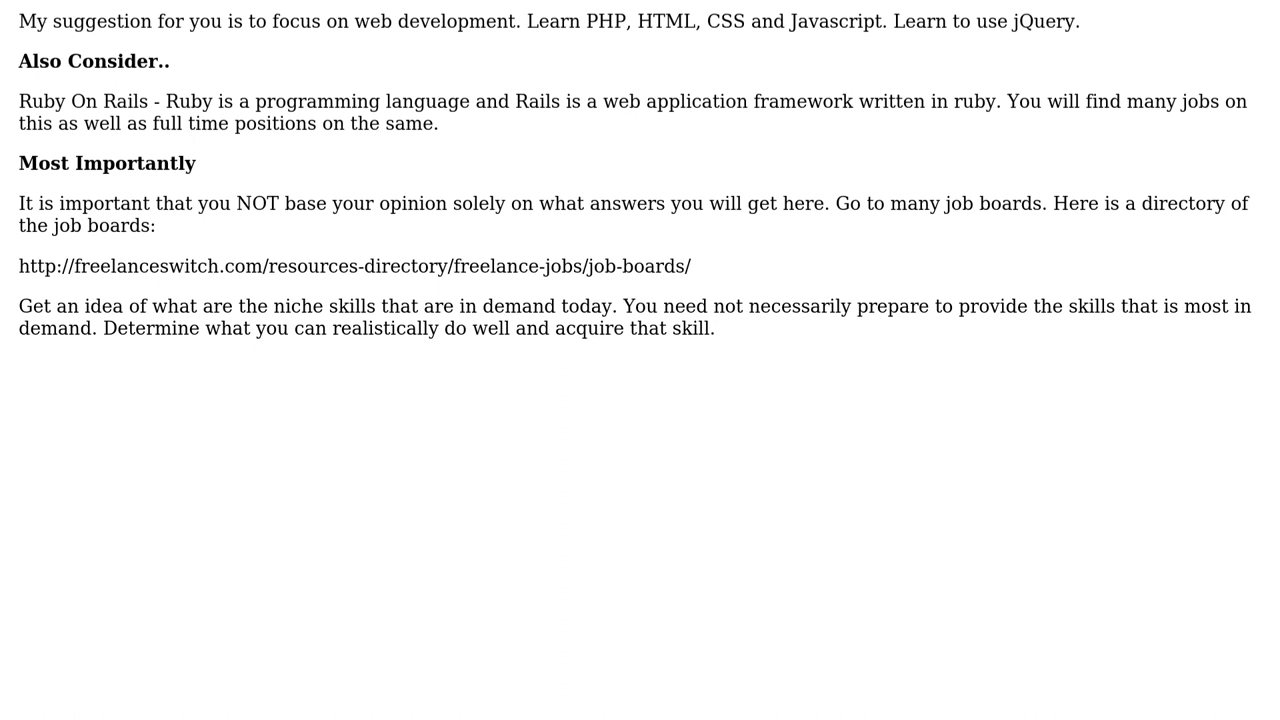 My suggestion for you is to focus on web development. Learn PHP, HTML, CSS and Javascript. Learn to use jQuery.
Also Consider..
Ruby On Rails - Ruby is a programming language and Rails is a web application framework written in ruby. You will find many jobs on
this as well as full time positions on the same.
Most Importantly
It is important that you NOT base your opinion solely on what answers you will get here. Go to many job boards. Here is a directory of
the job boards:
http://freelanceswitch.com/resources-directory/freelance-jobs/job-boards/
Get an idea of what are the niche skills that are in demand today. You need not necessarily prepare to provide the skills that is most in
demand. Determine what you can realistically do well and acquire that skill.